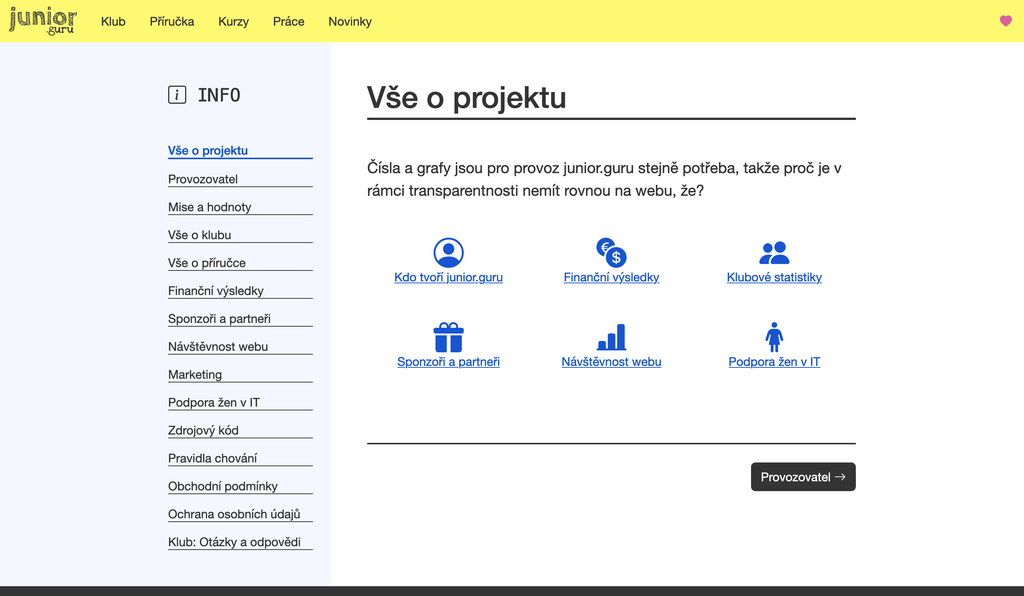 junior
.guru
Klub
Příručka
Kurzy
Práce
Novinky
INFO
Vše o projektu
Provozovatel
Mise a hodnoty
Vše o klubu
Vše o příručce
Finanční výsledky
Sponzoři a partneři
Návštěvnost webu
Marketing
Podpora žen v IT
Zdrojový kód
Pravidla chování
Obchodní podmínky
Ochrana osobních údajů
Klub: Otázky a odpovědi
Vše o projektu
Čísla a grafy jsou pro provoz junior.guru stejně potřeba, takže proč je v
rámci transparentnosti nemít rovnou na webu, že?
Kdo tvoří junior.guru
Finanční výsledky
Klubové statistiky
Sponzoři a partneři
Návštěvnost webu
Podpora žen v IT
Provozovatel →